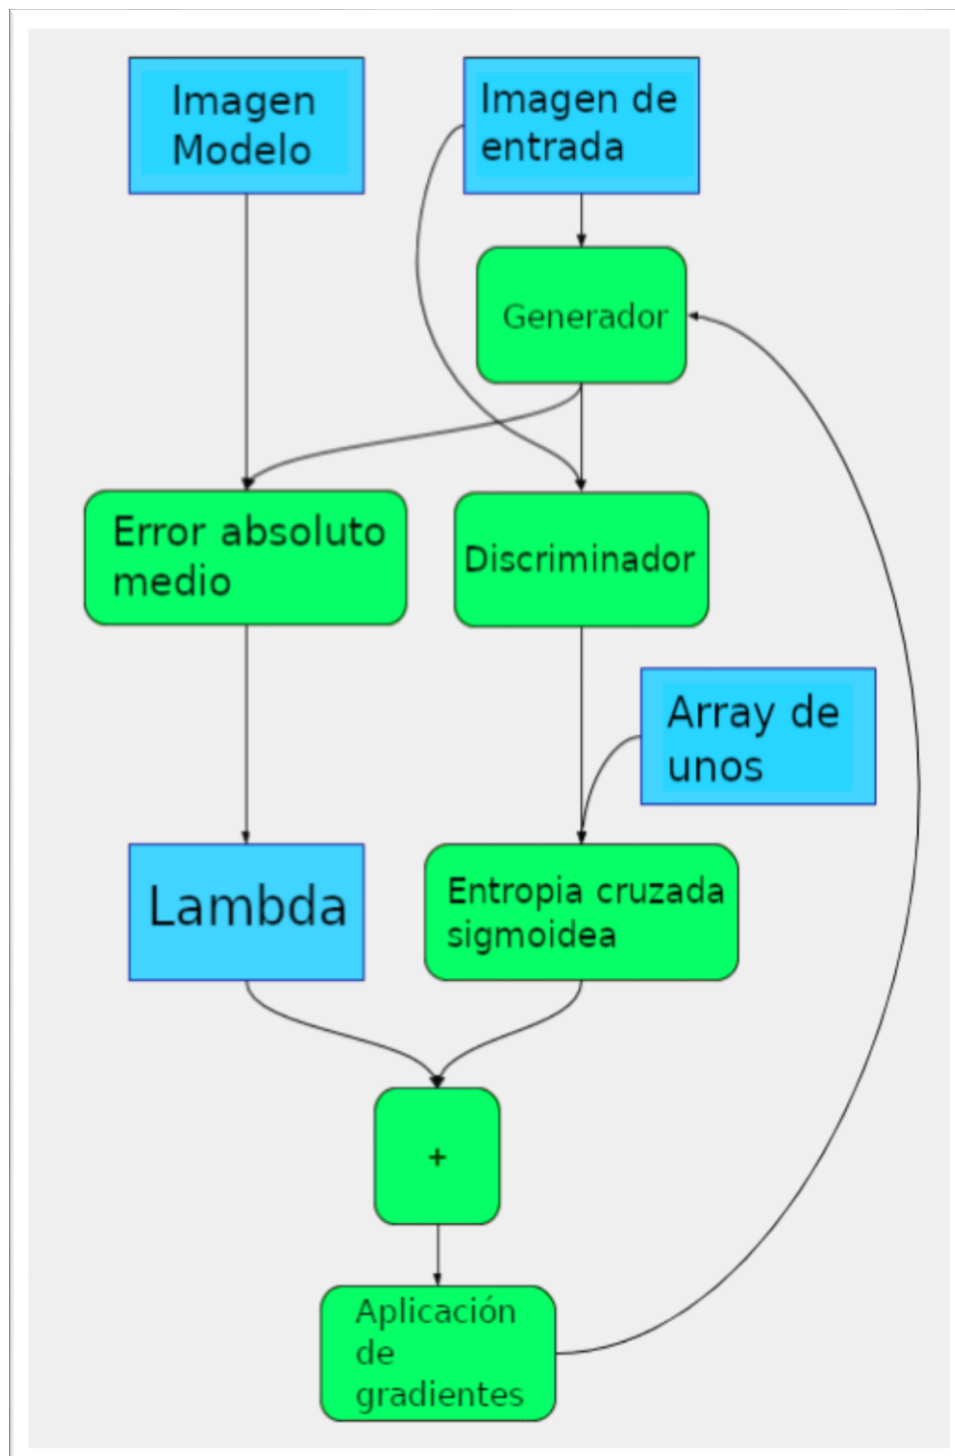 Imagen
Modelo
Imagen de
entrada
Generador
Error absoluto
medio
Discriminador
Array de
unos
Lambda
Entropia cruzada
sigmoidea
+
Aplicación
de
gradientes